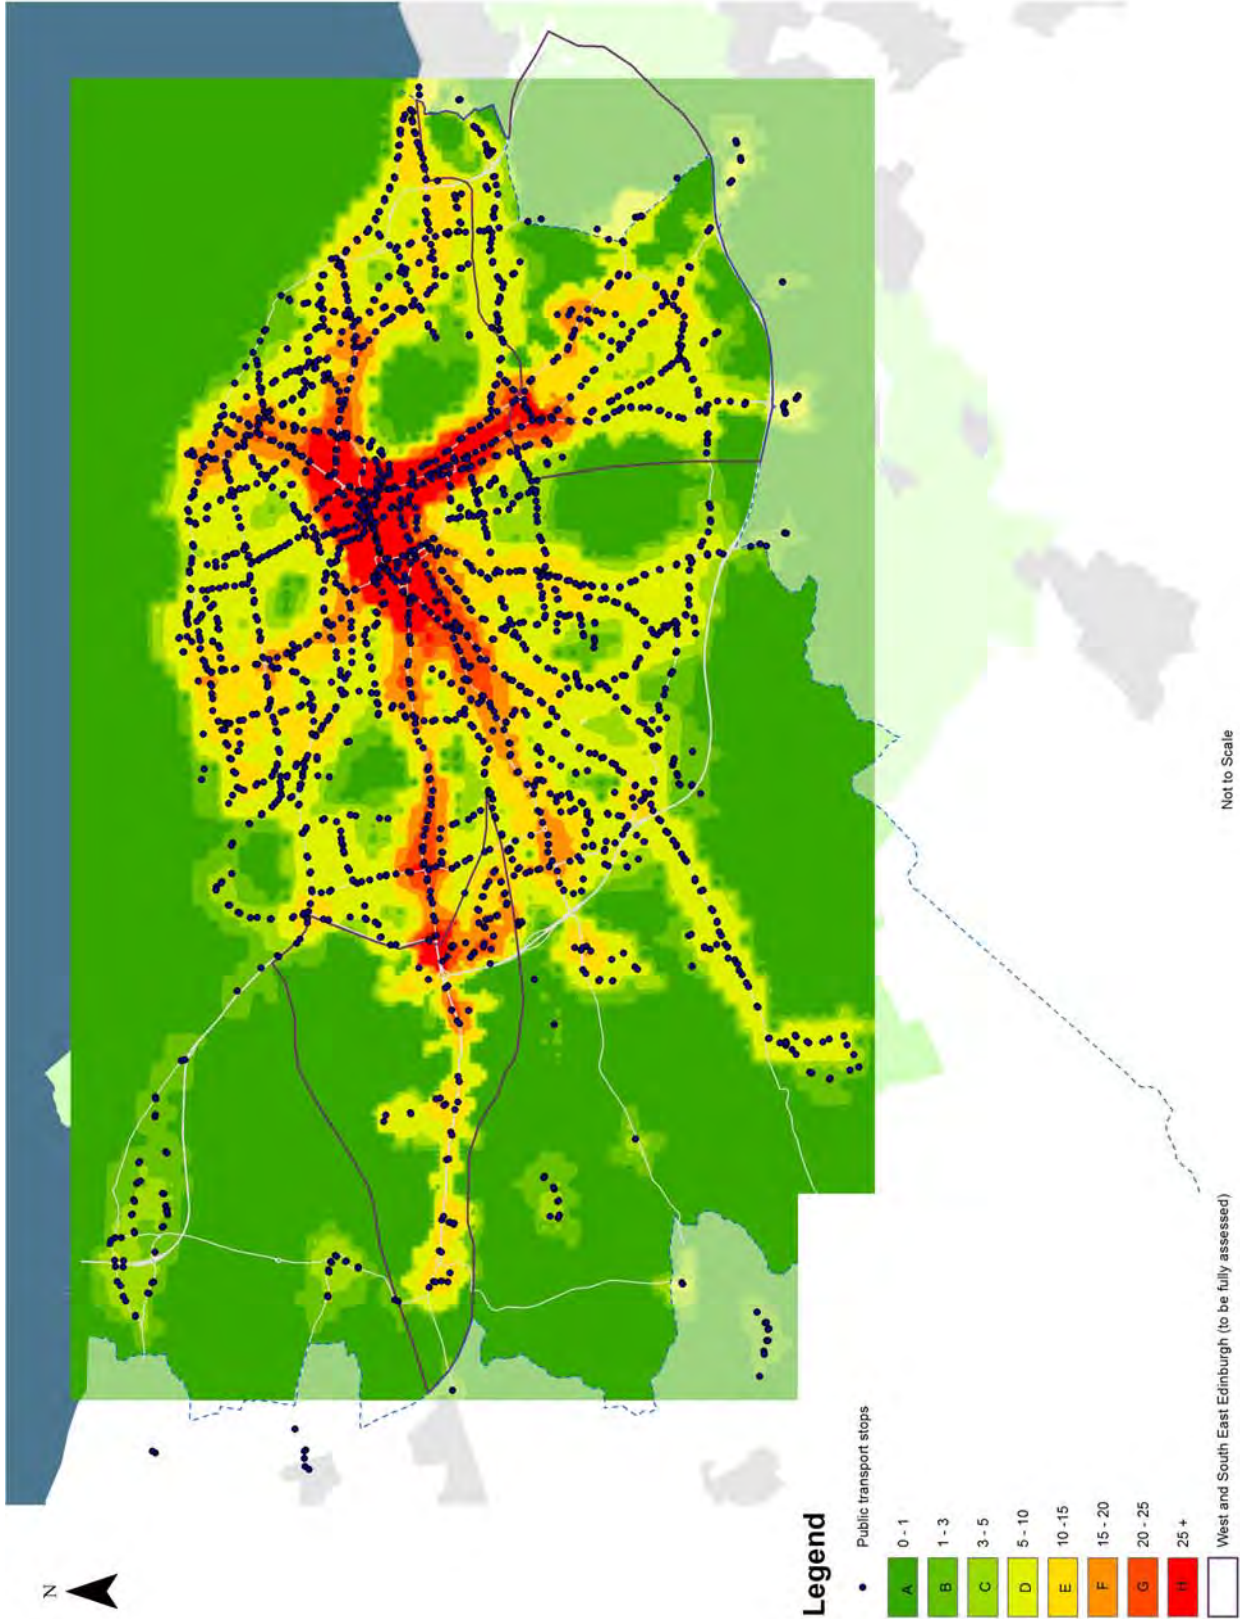 N
Legend
Public transport stops
A 0 - 1
B 1 - 3
C 3 - 5
D 5 - 10
E 10 -15
F 15 - 20
G 20 - 25
H 25 +
West and South East Edinburgh (to be fully assessed)
Not to Scale